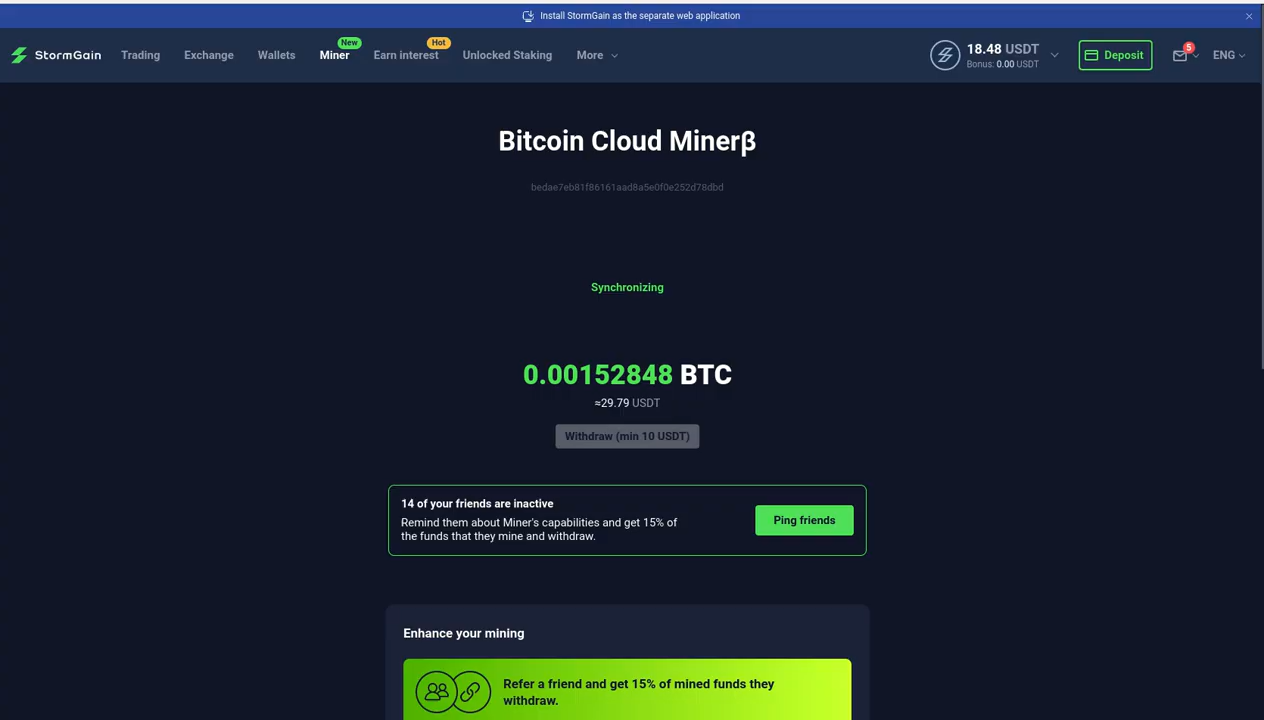 Install StormGain as the separate web application
StormGain
Trading
Exchange
Wallets
Miner
New
Earn interest
Hot
Unlocked Staking
More
18.48 USDT
Bonus: 0.00 USDT
Deposit
5
ENG
Bitcoin Cloud Minerβ
bedae7eb81f86161aad8a5e0f0e252d78dbd
Synchronizing
0.00152848 BTC
≈29.79 USDT
Withdraw (min 10 USDT)
14 of your friends are inactive
Remind them about Miner's capabilities and get 15% of
the funds that they mine and withdraw.
Ping friends
Enhance your mining
Refer a friend and get 15% of mined funds they
withdraw.